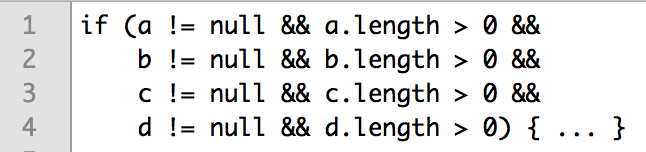 1 if (a != null && a.length > 0 &&
2     b != null && b.length > 0 &&
3     c != null && c.length > 0 &&
4     d != null && d.length > 0) { ... }